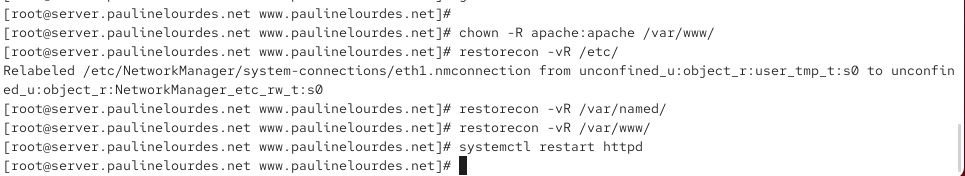 [root@server.paulinelourdes.net www.paulinelourdes.net]#
[root@server.paulinelourdes.net www.paulinelourdes.net]# chown -R apache:apache /var/www/
[root@server.paulinelourdes.net www.paulinelourdes.net]# restorecon -vR /etc/
Relabeled /etc/NetworkManager/system-connections/eth1.nmconnection from unconfined_u:object_r:user_tmp_t:s0 to unconfin
ed_u:object_r:NetworkManager_etc_rw_t:s0
[root@server.paulinelourdes.net www.paulinelourdes.net]# restorecon -vR /var/named/
[root@server.paulinelourdes.net www.paulinelourdes.net]# restorecon -vR /var/www/
[root@server.paulinelourdes.net www.paulinelourdes.net]# systemctl restart httpd
[root@server.paulinelourdes.net www.paulinelourdes.net]#